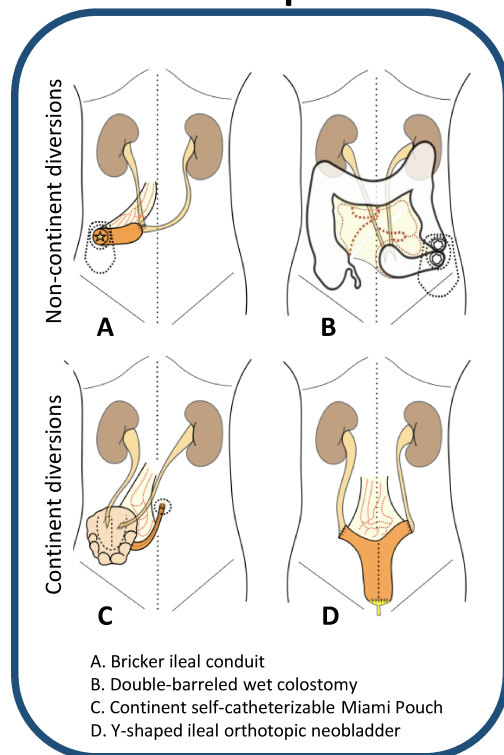 Non-continent diversions
A
B
Continent diversions
C
D
A. Bricker ileal conduit
B. Double-barreled wet colostomy
C. Continent self-catheterizable Miami Pouch
D. Y-shaped ileal orthotopic neobladder